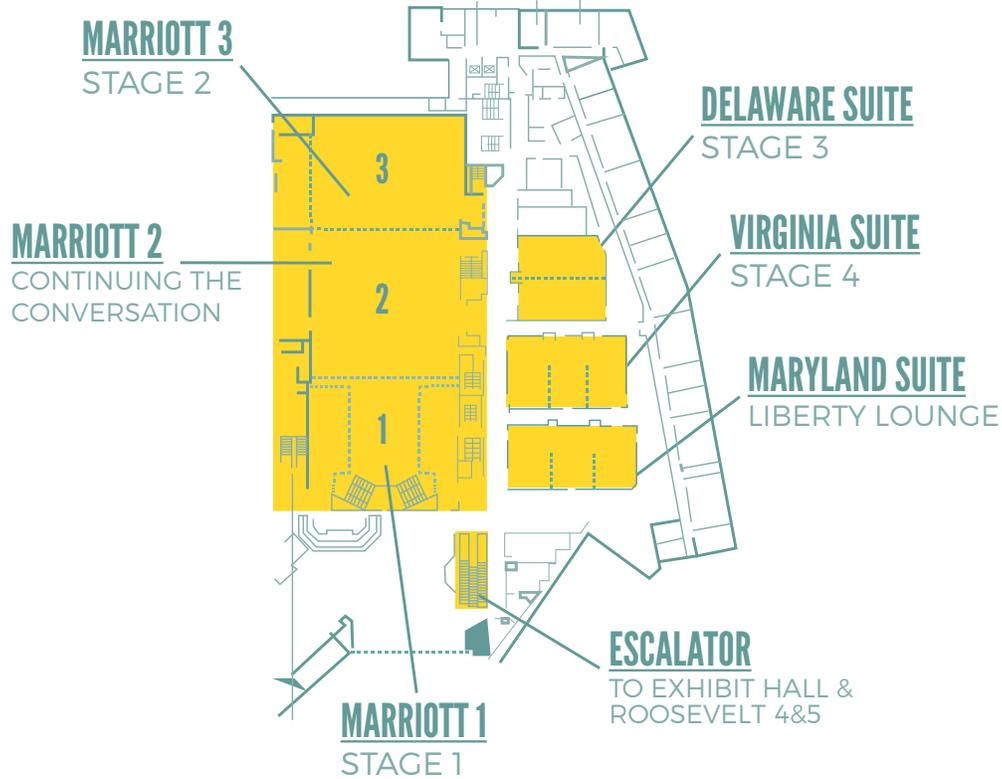 MARRIOTT 3
STAGE 2
DELAWARE SUITE
STAGE 3
3
MARRIOTT 2
CONTINUING THE
CONVERSATION
VIRGINIA SUITE
STAGE 4
2
MARYLAND SUITE
LIBERTY LOUNGE
1
ESCALATOR
TO EXHIBIT HALL &
ROOSEVELT 4&5
MARRIOTT 1
STAGE 1